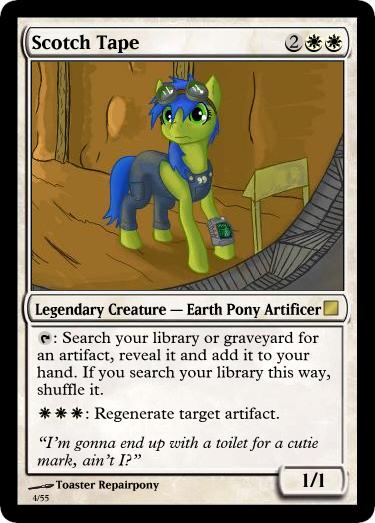 Scotch Tape 2
Legendary Creature — Earth Pony Artificer
: Search your library or graveyard for
an artifact, reveal it and add it to your
hand. If you search your library this way,
shuffle it.
: Regenerate target artifact.
“I'm gonna end up with a toilet for a cutie
mark, ain't I?”
Toaster Repairpony
1/1
4/55